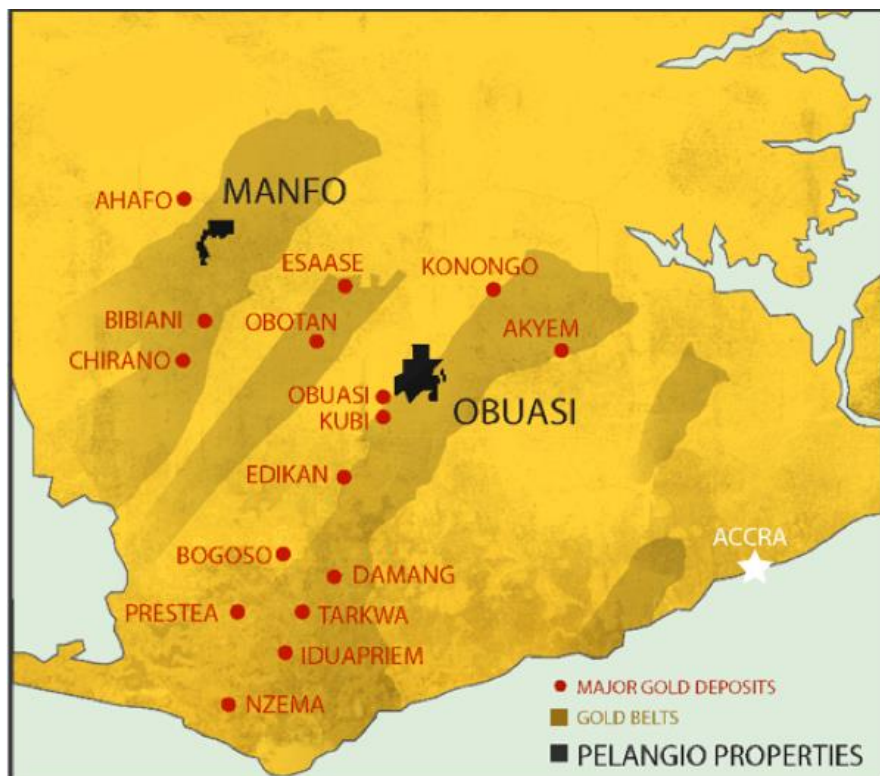 AHAFO
MANFO
ESAASE
KONONGO
BIBIANI
OBOTAN
AKYEM
CHIRANO
OBUASI
KUBI
OBUASI
EDIKAN
BOGOSO
ACCRA
DAMANG
PRESTEA
TARKWA
IDUAPRIEM
NZEMA
MAJOR GOLD DEPOSITS
GOLD BELTS
PELANGIO PROPERTIES